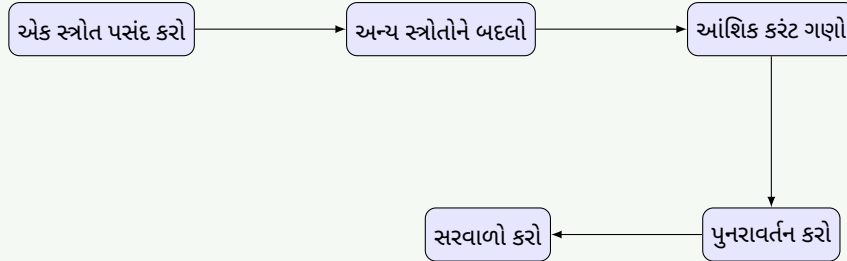 એક સ્ત્રોત પસંદ કરો
અન્ય સ્ત્રોતોને બદલો
આંશિક કરંટ ગણો
પુનરાવર્તન કરો
સરવાળો કરો